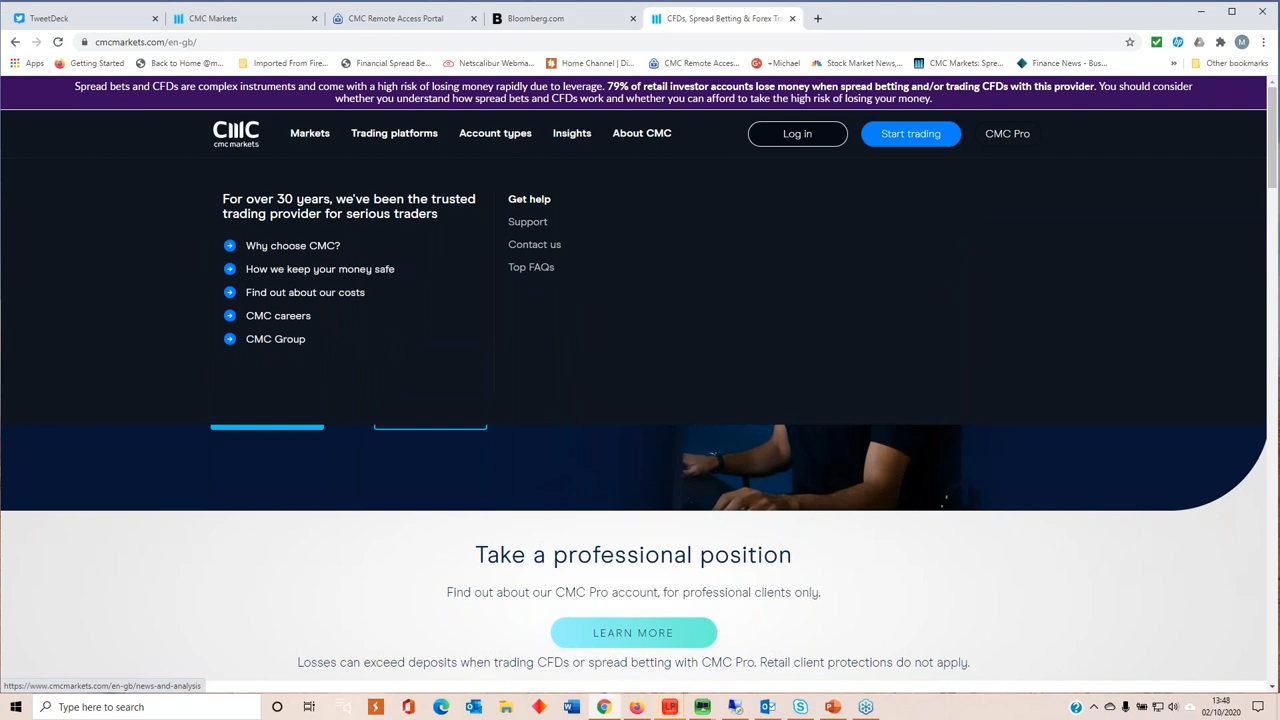 TweetDeck
CMC Markets
CMC Remote Access Portal
Bloomberg.com
CFDs, Spread Betting & Forex Tra
cmcmarkets.com/en-gb/
Apps
Getting Started
Back to Home @m...
Imported From Fire...
Financial Spread Be...
Netscalibur Webma...
Home Channel | Di...
CMC Remote Acces...
+Michael
Stock Market News,...
CMC Markets: Spre...
Finance News - Bus...
»
Other bookmarks
Spread bets and CFDs are complex instruments and come with a high risk of losing money rapidly due to leverage. 79% of retail investor accounts lose money when spread betting and/or trading CFDs with this provider. You should consider
whether you understand how spread bets and CFDs work and whether you can afford to take the high risk of losing your money.
cmc markets
Markets
Trading platforms
Account types
Insights
About CMC
Log in
Start trading
CMC Pro
For over 30 years, we've been the trusted
trading provider for serious traders
Why choose CMC?
How we keep your money safe
Find out about our costs
CMC careers
CMC Group
Get help
Support
Contact us
Top FAQs
Take a professional position
Find out about our CMC Pro account, for professional clients only.
LEARN MORE
Losses can exceed deposits when trading CFDs or spread betting with CMC Pro. Retail client protections do not apply.
https://www.cmcmarkets.com/en-gb/news-and-analysis
Type here to search
13:48
02/10/2020